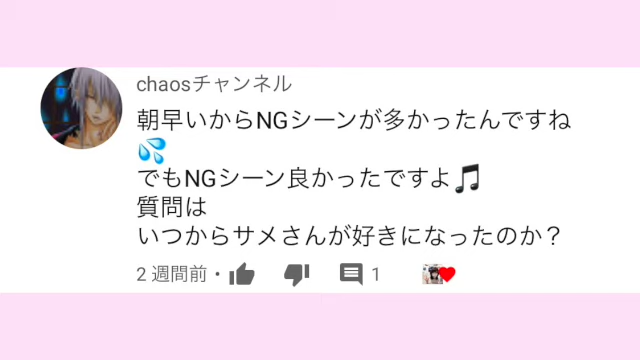 chaosチャンネル
朝早いからNGシーンが多かったんですね
💦
でもNGシーン良かったですよ🎵
質問は
いつからサメさんが好きになったのか？
2 週間前・ 1